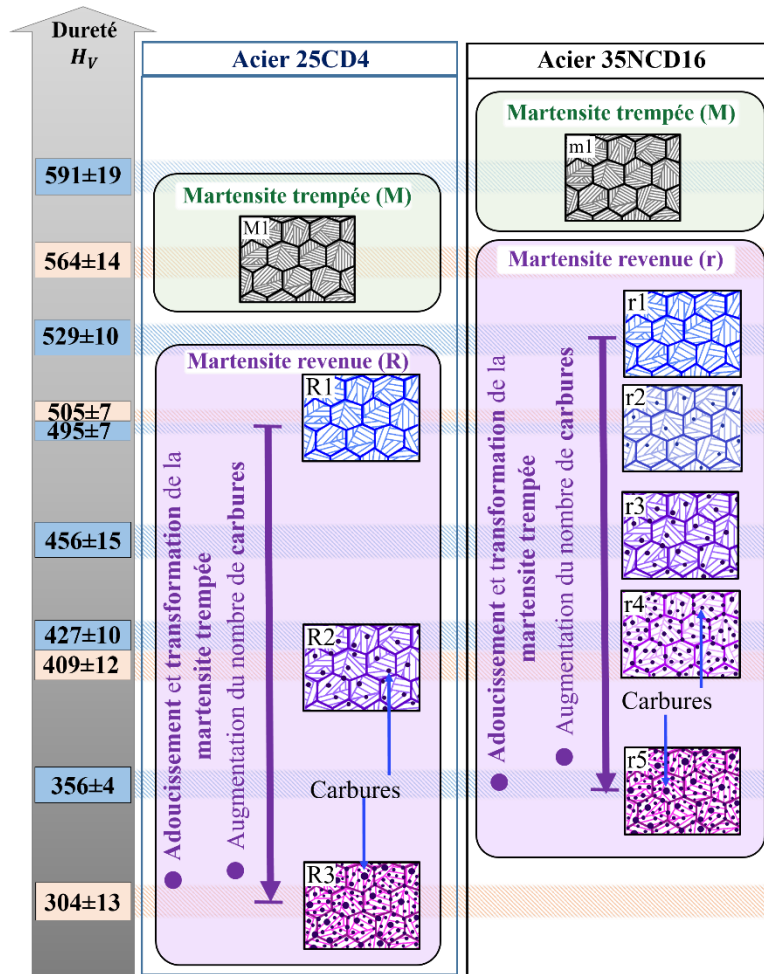 Dureté
H_V
591±19
564±14
529±10
505±7
495±7
456±15
427±10
409±12
356±4
304±13
Acier 25CD4
Martensite trempée (M)
M1
Martensite revenue (R)
R1
R2
R3
Adoucissement et transformation de la
martensite trempée
Augmentation du nombre de carbures
Carbures
Acier 35NCD16
Martensite trempée (M)
m1
Martensite revenue (r)
r1
r2
r3
r4
r5
Adoucissement et transformation de la
martensite trempée
Augmentation du nombre de carbures
Carbures